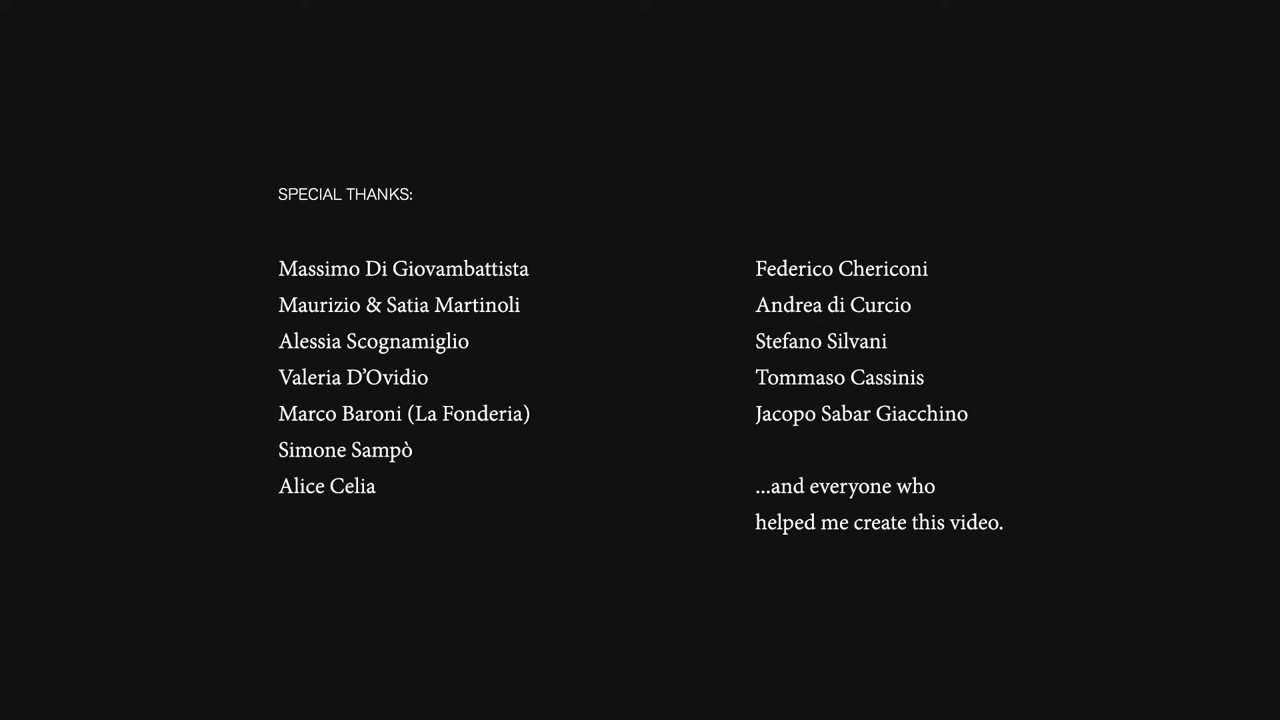 SPECIAL THANKS:
Massimo Di Giovambattista
Maurizio & Satia Martinoli
Alessia Scognamiglio
Valeria D’Ovidio
Marco Baroni (La Fonderia)
Simone Sampò
Alice Celia
Federico Chericoni
Andrea di Curcio
Stefano Silvani
Tommaso Cassinis
Jacopo Sabar Giacchino
...and everyone who
helped me create this video.